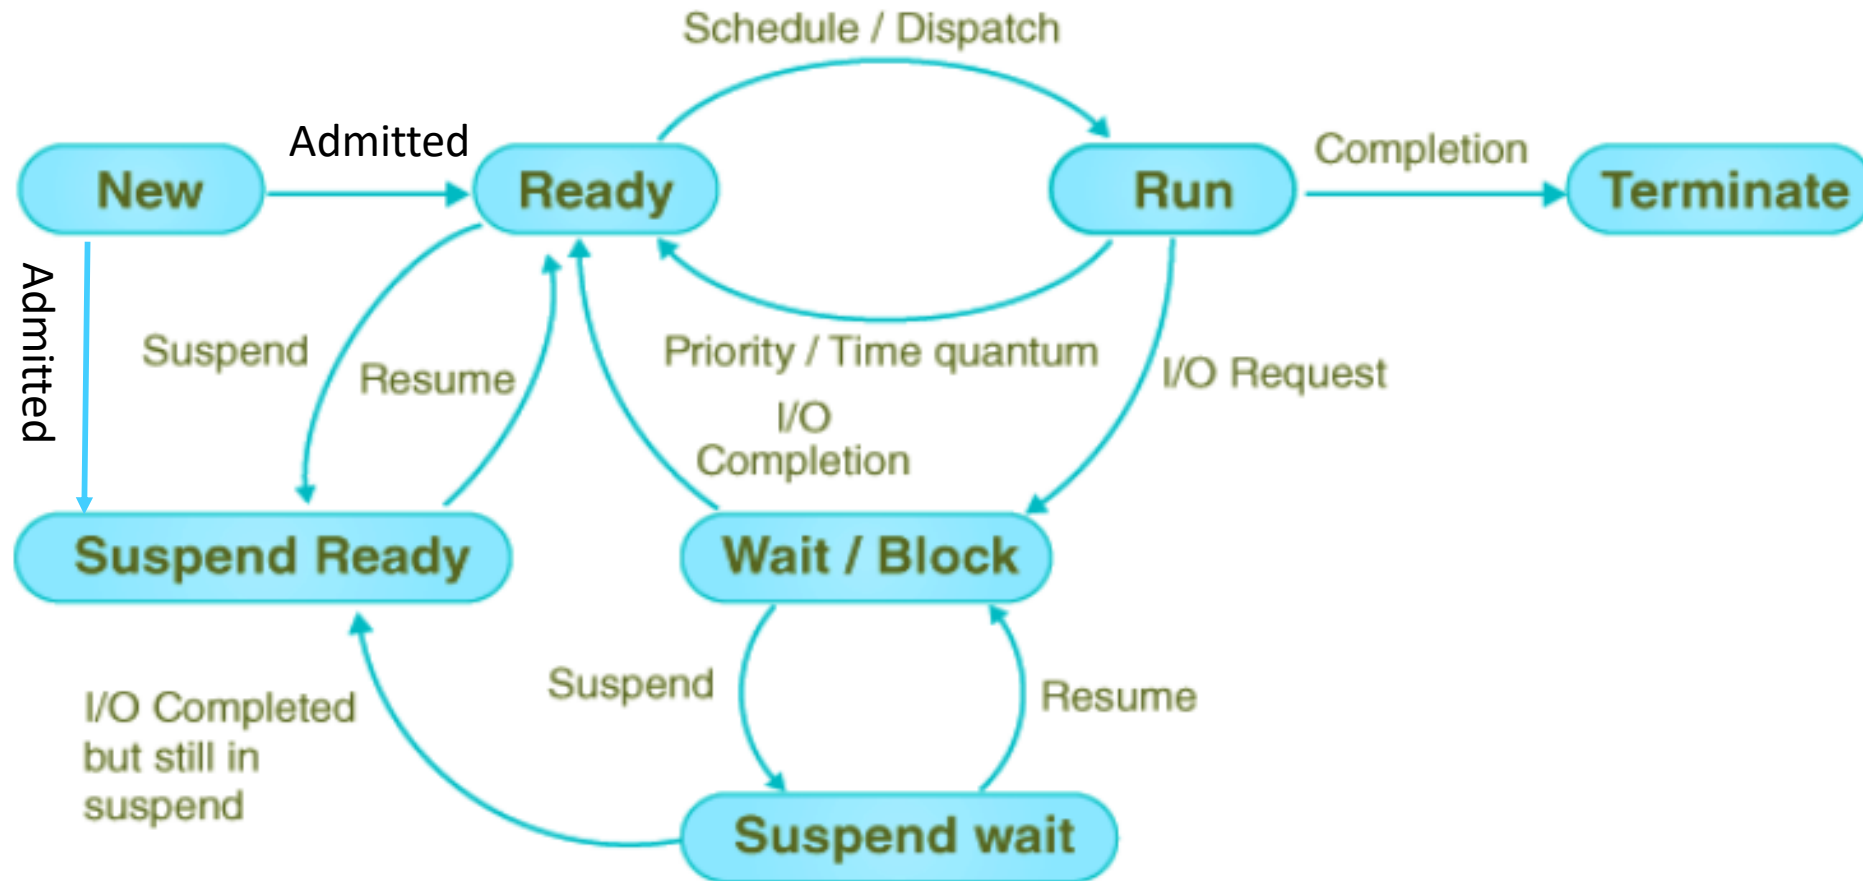 Schedule / Dispatch
Admitted
Completion
New
Ready
Run
Terminate
Admitted
Suspend
Resume
Priority / Time quantum
I/O Request
I/O
Completion
Suspend Ready
Wait / Block
Suspend
Resume
I/O Completed
but still in
suspend
Suspend wait